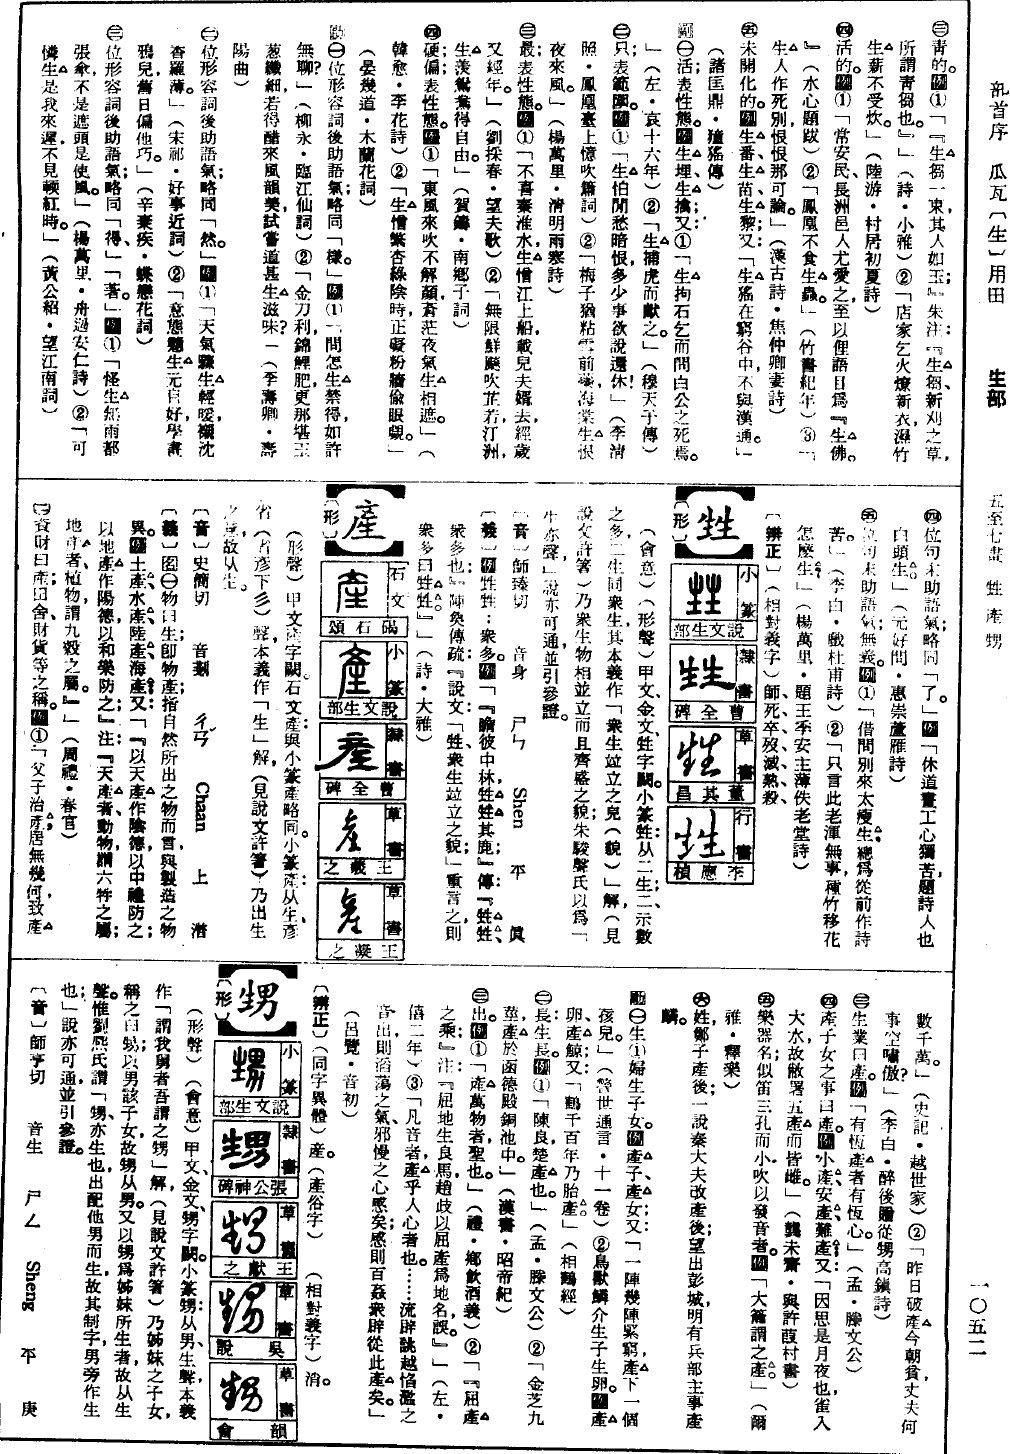 部首序 瓜瓦〔生〕用田 生部 五至七畫 甡產甥 一〇五二
㊂青的。例①「『生芻一束,其人如玉;』朱注:『生芻,新刈之草,
所謂靑芻也。』」(詩‧小雅)②「店家乞火燎新衣,濕竹
生薪不受炊」(陸游‧村居初夏詩)
㊃活的。例①「常安民長洲邑人尤愛之至以俚語目爲『生佛。
』」(水心題跋)②「鳳凰不食生蟲。」(竹書紀年)③「
生人作死別,恨恨那可論。」(漢古詩‧焦仲卿妻詩)
㊄未開化的。例生番、生苗、生黎;又:「生猺在窮谷中,不與漢通。」
(諸匡鼎‧猺獞傳)
㊀活;表性態。例生埋、生擒;又①「生拘石乞而問白公之死焉。
」(左‧哀十六年)②「生捕虎而獻之。」(穆天子傳)
㊁只;表範圍。例①「生怕閒愁暗恨,多少事欲說還休!」(李淸
照‧鳳凰臺上憶吹簫詞)②「梅子猶粘雪前,海棠生恨
夜來風。」(楊萬里‧清明雨寒詩)
㊂最;表性態。例①「不喜秦淮水,生憎江上船,載兒夫婿去,經歲
又經年。」(劉採春‧望夫歌)②「無限鮮飆吹芷若,汀洲,
生羨鴛鴦得自由。」(賀鑄‧南鄉子詞)
㊃硬;偏;表性態。例①「東風來吹不解顏,蒼茫夜氣生相遮。」(
韓愈‧李花詩)②「生憎繁杏綠陰時,正礙粉牆偸眼覷。」
(晏幾道‧木蘭花詞)
助㊀位形容詞後,助語氣;略同「樣。」例①「問怎生禁得如許
無聊?」(柳永‧臨江仙詞)②「金刀利,錦鯉肥,更那堪玉
葱纖細,若得醋來風韻美,試嘗道甚生滋味?」(李壽卿‧壽
陽曲)
㊁位形容詞後,助語氣;略同「然。」例①「天氣驟生輕暖,襯沈
香羅薄。」(宋祁‧好事近詞)②「意態憨生元自好,學畫
鴉兒,舊日偏他巧。」(辛棄疾‧蝶戀花詞)
㊂位形容詞後,助語氣;略同「得、」「著。」例①「怪生無雨都
張傘,不是遮頭是使風。」(楊萬里‧舟過安仁詩)②「可
憐生是我來遲,不見輭紅時。」(黃公紹‧望江南詞)
㊃位句末,助語氣;略同「了。」例「休道畫工心獨苦,題詩人也
白頭生。」(元好問‧惠崇蘆雁詩)
㊄位句末,助語氣;無義。例①「借問別來太瘦生,總爲從前作詩
苦。」(李白‧戲杜甫詩)②「只言此老渾無事,種竹移花
怎麽生」(楊萬里‧題王季安主薄佚老堂詩)
〔辨正〕(相對義字)師、死、卒、歿、滅、熟、殺。
甡〔形〕
小篆 說文生部
隸書 曹全碑
草書 董其昌
行書 李應楨
(會意)(形聲)甲文、金文甡字闕。小篆甡:从二生;二示數
之多,二生同衆生,其本義作「衆生竝立之皃(貌)」解(見
說文許箸)乃衆生物相並立而且齊盛之貌;朱駿聲氏以爲「
生亦聲」說亦可通,並引參證。
〔音〕師臻切 音身 ㄕㄣ Shen 平 眞
〔義〕形甡甡:衆多。例「『瞻彼中林,甡甡其鹿;』傳:『甡甡、
衆多也;』陳奐傳疏:『說文:「甡、衆生竝立之貌;」重言之則
衆多曰甡甡。』」(詩‧大雅)
產〔形〕
石文 碣石頌
小篆 說文生部
隸書 曹全碑
草書 王羲之
草書 王凝之
(形聲)甲文產字闕。石文產:與小篆產略同。小篆產:从生,彥
省(省彥下彡)聲,本義作「生」解(見說文許箸)乃出生
之意,故从生。
〔音〕史簡切 音剗 ㄔㄢˇ Chaan 上 潸
〔義〕名㊀物曰生,卽物產;指自然所出之物而言,與製造之物
異。例土產、水產、陸產、海產;又:「『以天產作陰德,以中禮防之;
以地產作陽德,以和樂防之;』注:『天產者動物,謂六牲之屬;
地產者植物,謂九穀之屬。』」(周禮‧春官)
㊁資財曰產;田舍、財貨等之稱。例①「父子治產,居無幾何,致產
數千萬。」(史記‧越世家)②「昨日破產今朝貧,丈夫何
事空嘯傲?」(李白‧醉後贈從甥高鎭詩)
㊂生業曰產。例「有恆產者有恆心。」(孟‧滕文公)
㊃產子女之事曰產。例小產、安產、難產;又:「因思是月夜也,雀入
大水,故敝署五產而皆雌。」(龔未齋‧與許葭村書)
㊄樂器名,似笛,三孔而小,吹以發音者。例「大籥謂之產。」(爾
雅‧釋樂)
㊅姓,鄭子產後;一說秦大夫改產後;望出彭城;明有兵部主事產
麟。
動㊀生①婦生子女。例產子、產女;又:「一陣幾陣緊,窮產下一個
孩兒。」(警世通言‧十一卷)②鳥獸鱗介生子、生卵。例產
卵、產鯨;又:「鶴千百年乃胎產。」(相鶴經)
㊁長;生長。例①「陳良楚產也。」(孟‧滕文公)②「金芝九
莖產於函德殿銅池中。」(漢書‧昭帝紀)
㊂出。例①「產萬物者聖也。」(禮‧鄉飲酒義)②「『屈產
之乘;』注:『屈地生良馬,趙歧以屈產爲地名,誤。』」(左‧
僖二年)③「凡音者,產乎人心者也。……流辟誂越慆濫之
音出,則滔蕩之氣、邪慢之心感矣;感則百姦衆辟從此產矣。」
(呂覽‧音初)
〔辨正〕(同字異體)産。(產俗字) (相對義字)消。
甥〔形〕
小篆 說文生部
隸書 張公神碑
草書 王獻之
草書 吳說
草書 韻會
(形聲)(會意)甲文、金文甥字闕。小篆甥:从男,生聲,本義
作「謂我舅者,吾謂之甥」解(見說文許箸)乃姊妹之子女,
稱之曰甥;以男該子女,故甥从男。又以甥爲姊妹所生者,故从生
聲。惟劉熙氏謂「甥、亦生也,出配他男而生,故其制字男旁作生
也」說亦可通,並引參證。
〔音〕師亨切 音生 ㄕㄥ Sheng 平 庚